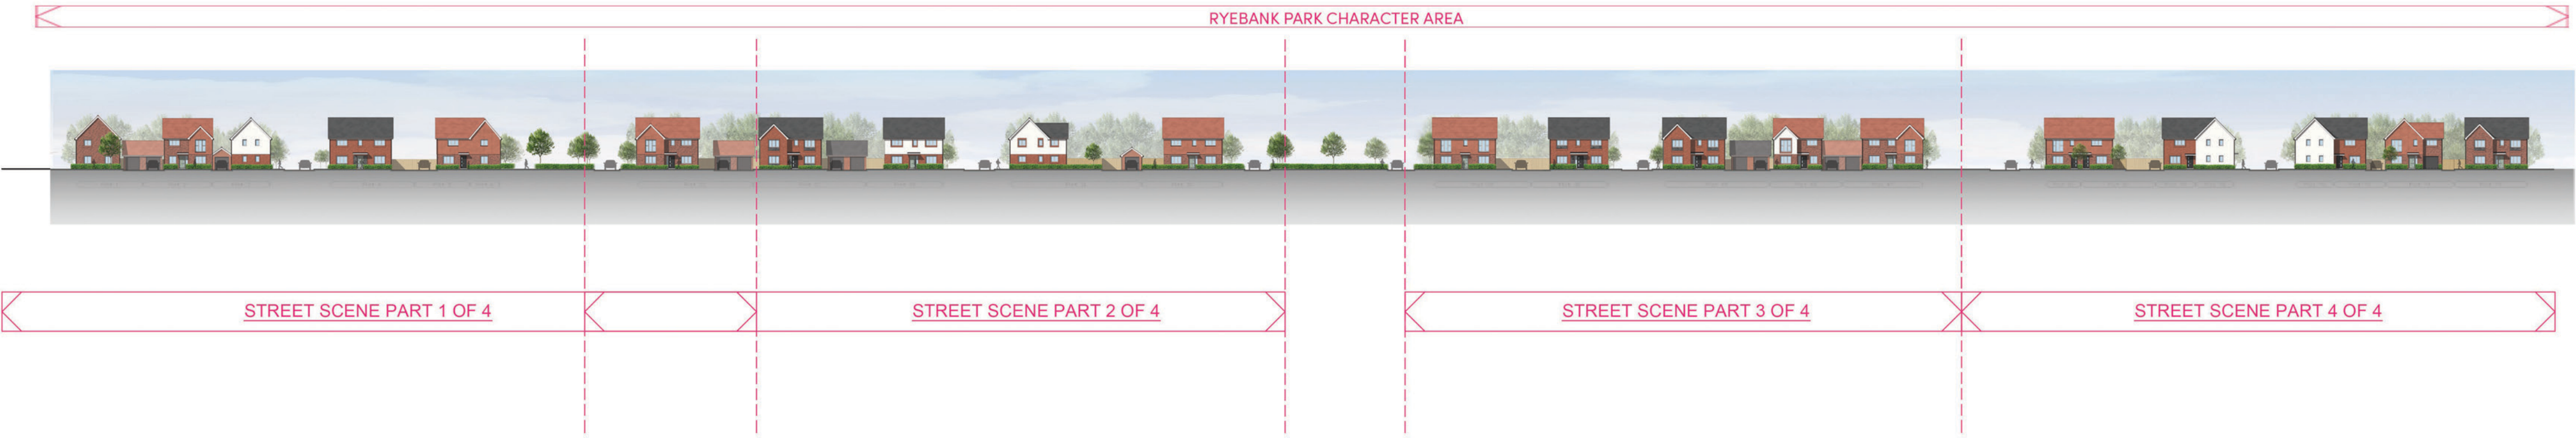 RYEBANK PARK CHARACTER AREA
STREET SCENE PART 1 OF 4
STREET SCENE PART 2 OF 4
STREET SCENE PART 3 OF 4
STREET SCENE PART 4 OF 4